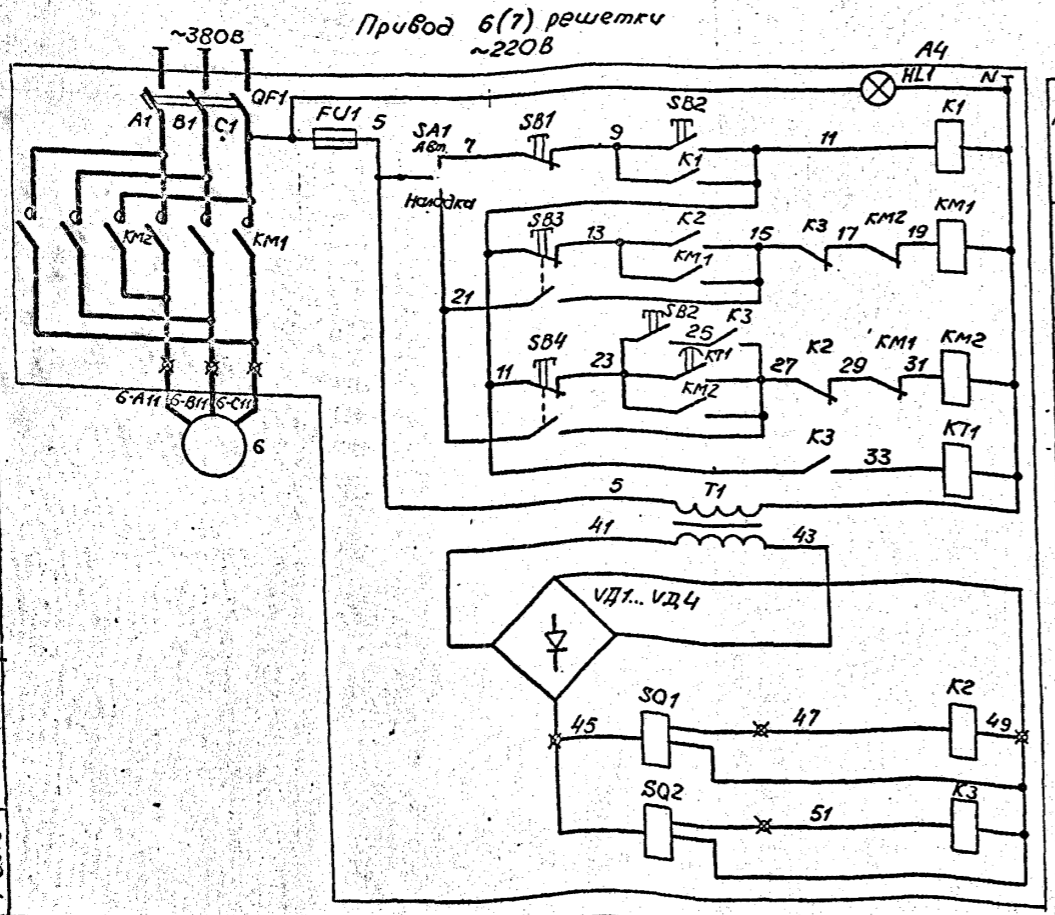 Привод 6(7) решетки
~380В
~220В
А4
HL1
N
QF1
A1
B1
C1
FU1
5
SA1
Авт.
7
SB1
9
SB2
K1
11
K1
Наладка
SB3
13
K2
KM1
15
K3
17
KM2
19
KM1
KM2
KM1
21
SB2
25
K3
SB4
11
23
KT1
KM2
27
K2
29
KM1
31
KM2
6-A11
6-B11
6-C11
6
K3
33
KT1
5
T1
41
43
VД1...VД4
SQ1
45
47
K2
49
SQ2
51
K3